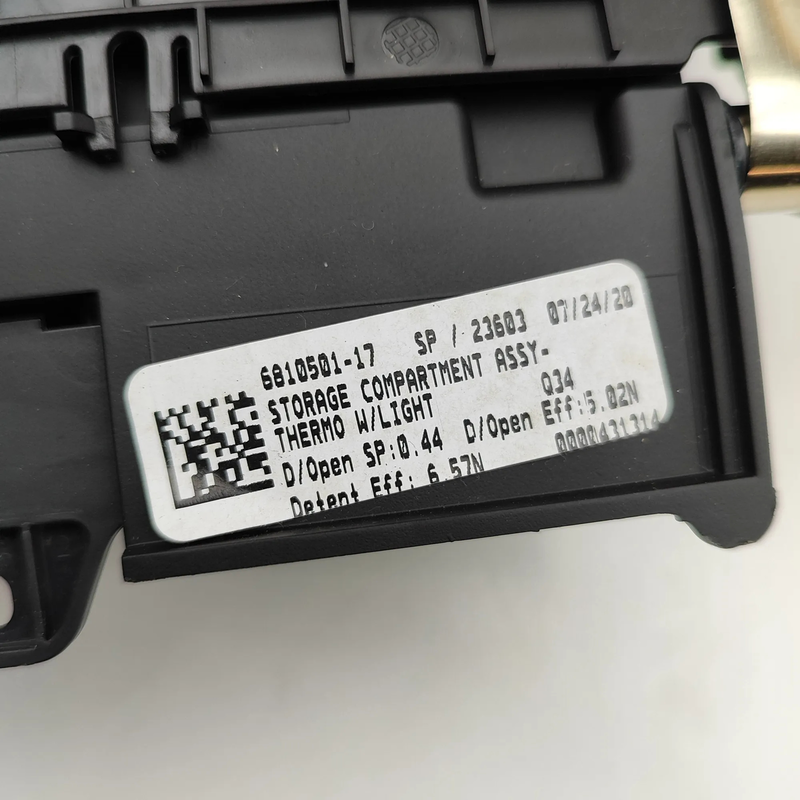 6810501-17 SP / 23603 07/24/20
STORAGE COMPARTMENT ASSY-
THERMO W/LIGHT Q34
D/Open SP:0.44 D/Open Eff:5.02N
Detent Eff: 6.57N 0000431314